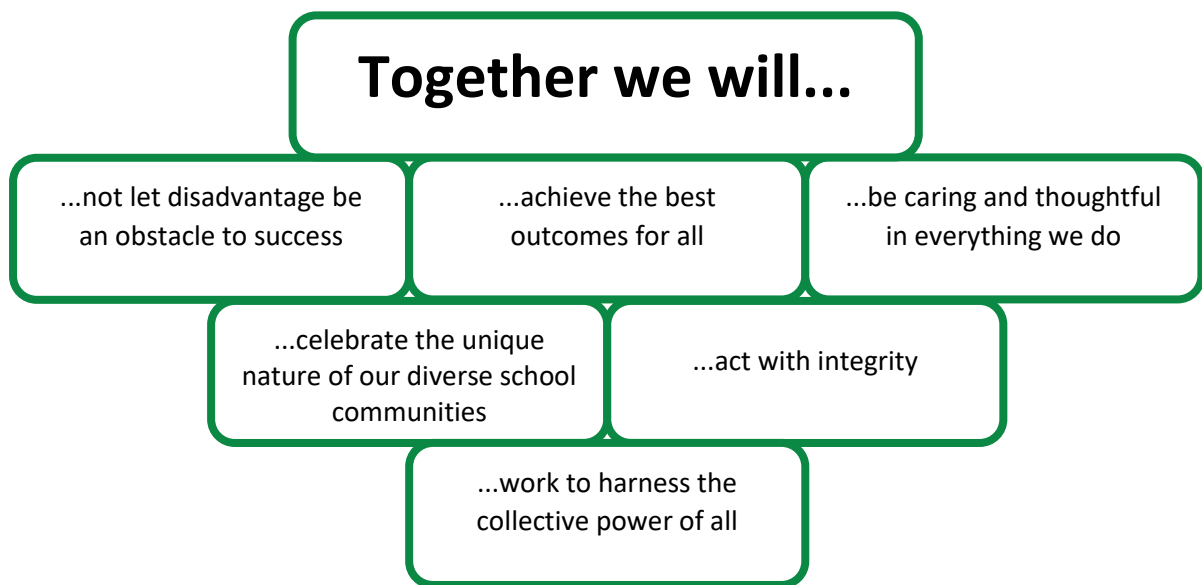 Together we will...
...not let disadvantage be
an obstacle to success
...achieve the best
outcomes for all
...be caring and thoughtful
in everything we do
...celebrate the unique
nature of our diverse school
communities
...act with integrity
...work to harness the
collective power of all